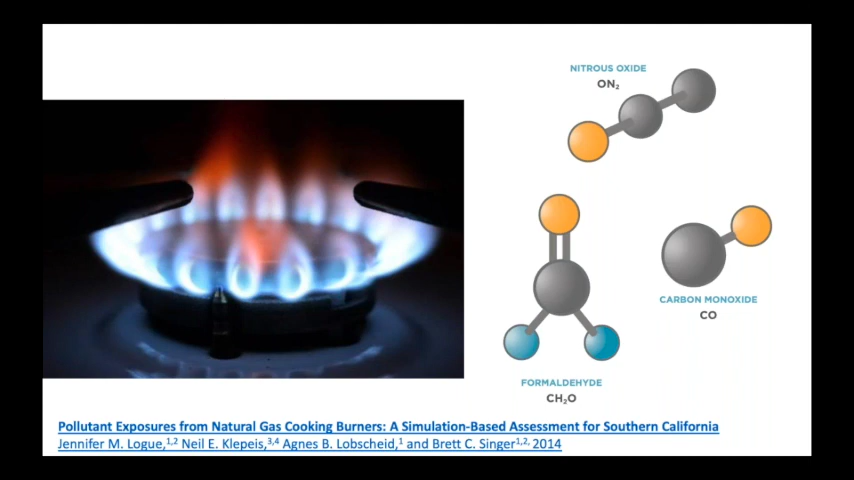 NITROUS OXIDE
ON₂
CARBON MONOXIDE
CO
FORMALDEHYDE
CH₂O
Pollutant Exposures from Natural Gas Cooking Burners: A Simulation-Based Assessment for Southern California
Jennifer M. Logue,¹,² Neil E. Klepeis,³,⁴ Agnes B. Lobscheid,¹ and Brett C. Singer¹,², 2014